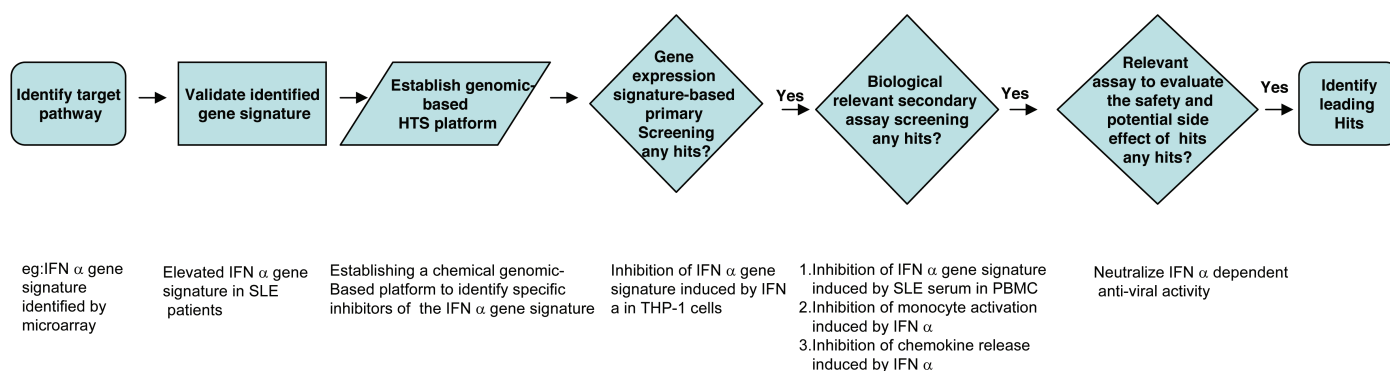 Identify target
pathway
Validate identified
gene signature
Establish genomic-
based
HTS platform
Gene
expression
signature-based
primary
Screening
any hits?
Yes
Biological
relevant secondary
assay screening
any hits?
Yes
Relevant
assay to evaluate
the safety and
potential side
effect of hits
any hits?
Yes
Identify
leading
Hits
eg:IFN α gene
signature
identified by
microarray
Elevated IFN α gene
signature in SLE
patients
Establishing a chemical genomic-
Based platform to identify specific
inhibitors of the IFN α gene signature
Inhibition of IFN α gene
signature induced by IFN
a in THP-1 cells
1.Inhibition of IFN α gene signature
induced by SLE serum in PBMC
2.Inhibition of monocyte activation
induced by IFN α
3.Inhibition of chemokine release
induced by IFN α
Neutralize IFN α dependent
anti-viral activity